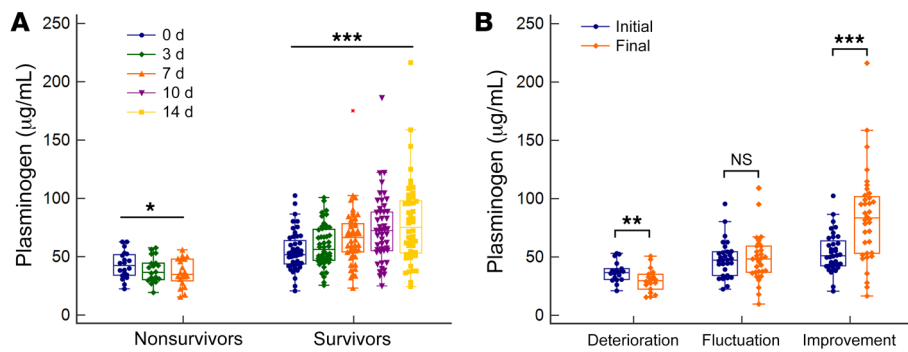 A
Plasminogen (μg/mL)
250
200
150
100
50
0
0 d
3 d
7 d
10 d
14 d
*
***
Nonsurvivors
Survivors
B
Plasminogen (μg/mL)
250
200
150
100
50
0
Initial
Final
**
NS
***
Deterioration
Fluctuation
Improvement